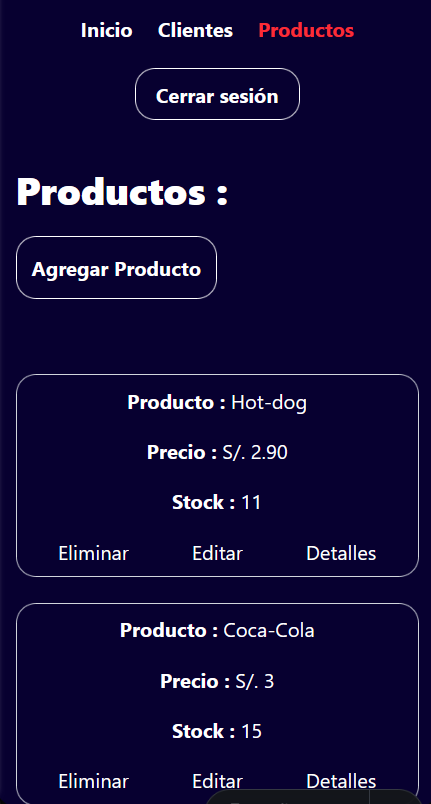 Inicio Clientes Productos
Cerrar sesión
Productos :
Agregar Producto
Producto : Hot-dog
Precio : S/. 2.90
Stock : 11
Eliminar Editar Detalles
Producto : Coca-Cola
Precio : S/. 3
Stock : 15
Eliminar Editar Detalles